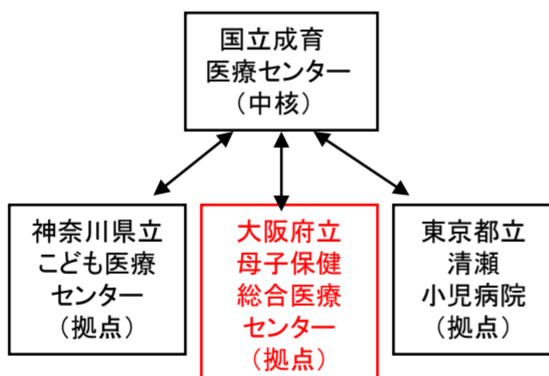 国立成育
医療センター
（中核）
神奈川県立
こども医療
センター
（拠点）
大阪府立
母子保健
総合医療
センター
（拠点）
東京都立
清瀬
小児病院
（拠点）